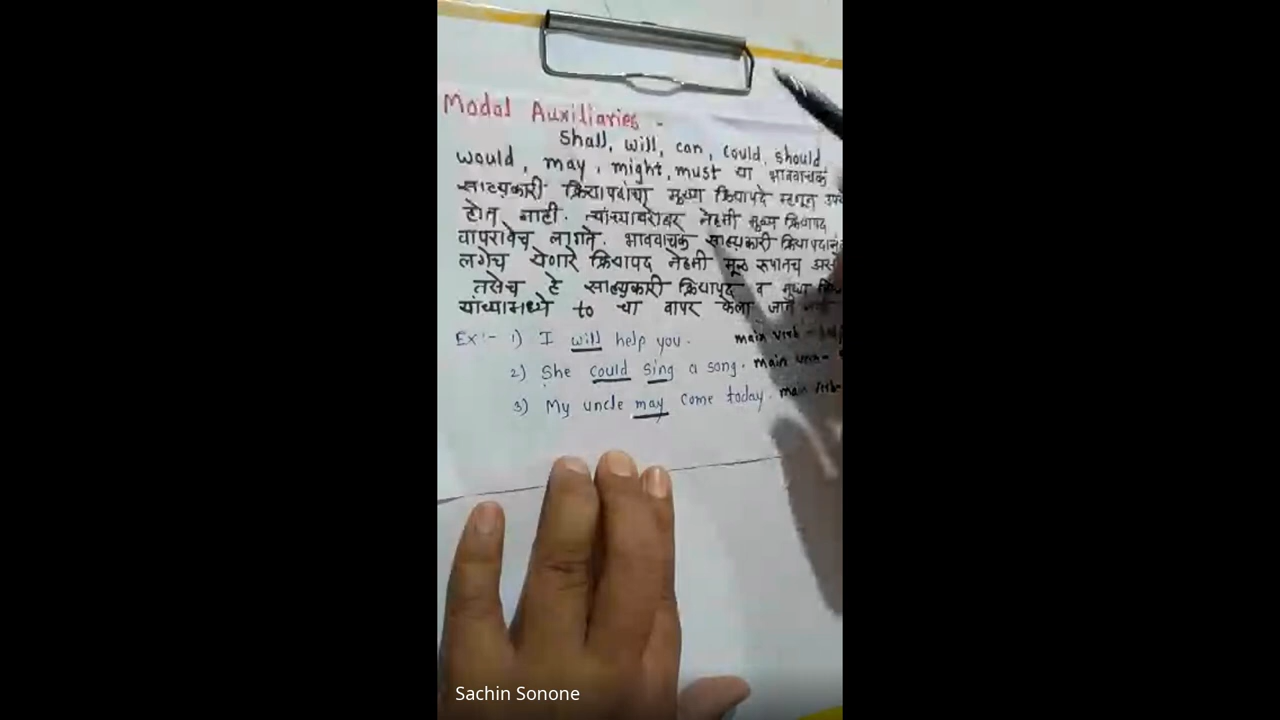 Modal Auxiliaries -
Shall, will, can, could, should
would, may, might, must या भाववाचक
साह्यकारी क्रियापदांचा मुख्य क्रियापदे म्हणून
होत नाही. त्यांच्याबरोबर नेहमी मुख्य क्रियापद
वापरावेच लागते. भाववाचक साह्यकारी
लगेच येणारे क्रियापद नेहमी मूळ रूपातच
तसेच हे साह्यकारी क्रियापद व मुख्य
यांच्यामध्ये to चा वापर केला जात
Ex:- 1) I will help you. main verb -
2) She could sing a song. main
3) My uncle may come today. main verb-
Sachin Sonone